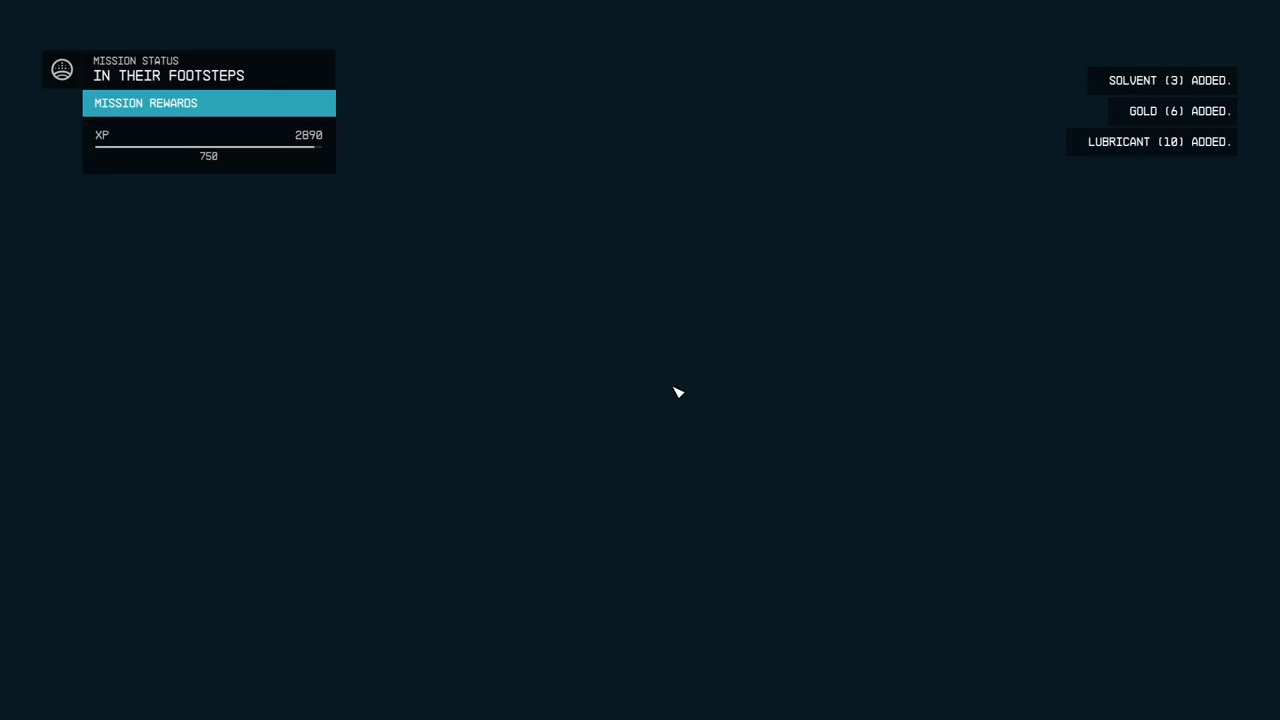 MISSION STATUS
IN THEIR FOOTSTEPS
MISSION REWARDS
XP 2890
750
SOLVENT (3) ADDED.
GOLD (6) ADDED.
LUBRICANT (10) ADDED.